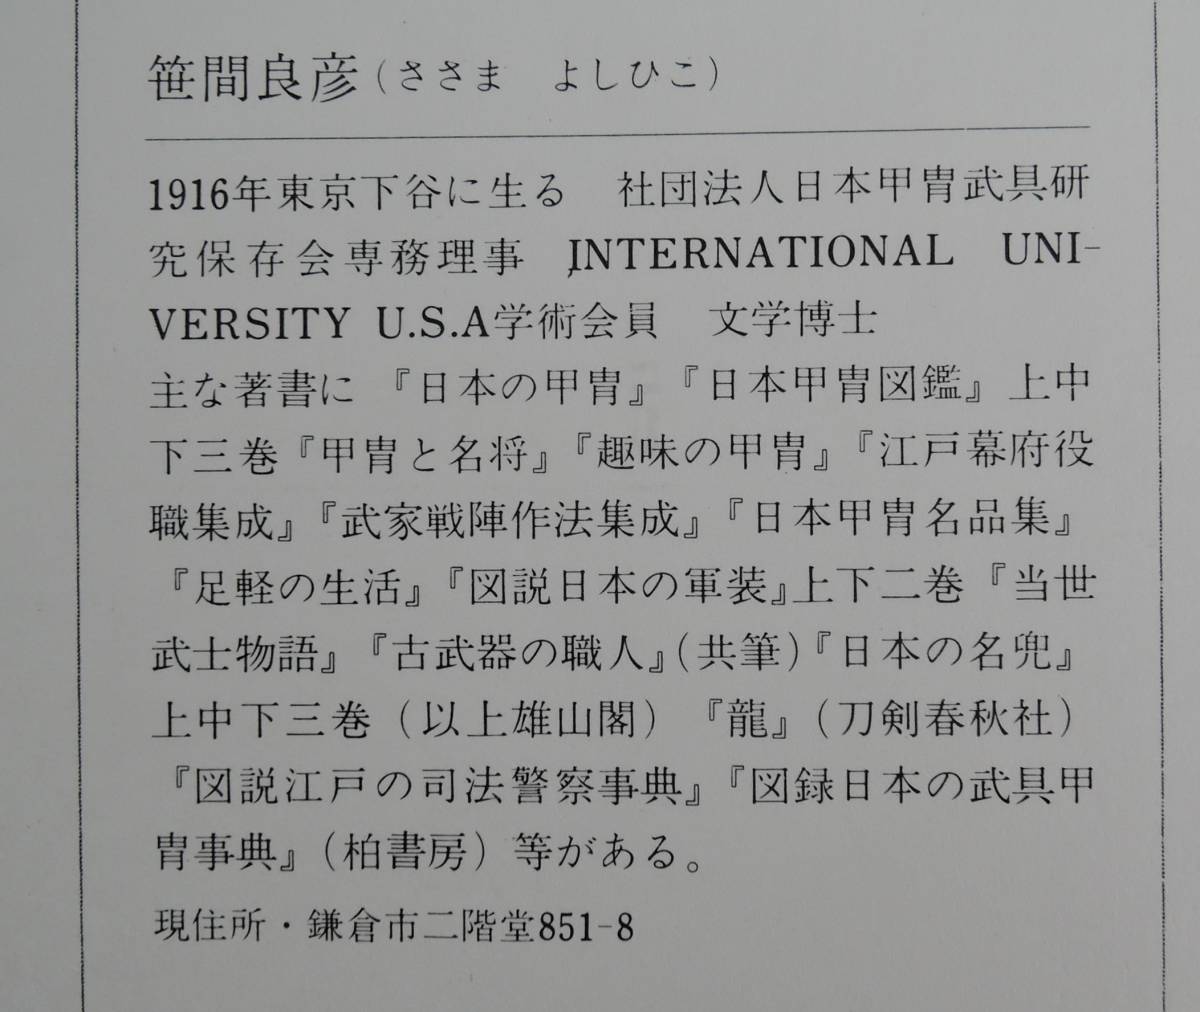 笹間良彦（ささま　よしひこ）
1916年東京下谷に生る　社団法人日本甲冑武具研
究保存会専務理事　INTERNATIONAL　UNI-
VERSITY U.S.A学術会員　文学博士
主な著書に　『日本の甲冑』『日本甲冑図鑑』上中
下三巻『甲冑と名将』『趣味の甲冑』『江戸幕府役
職集成』『武家戦陣作法集成』『日本甲冑名品集』
『足軽の生活』『図説日本の軍装』上下二巻『当世
武士物語』『古武器の職人』（共筆）『日本の名兜』
上中下三巻（以上雄山閣）『龍』（刀剣春秋社）
『図説江戸の司法警察事典』『図録日本の武具甲
冑事典』（柏書房）等がある。
現住所・鎌倉市二階堂851-8